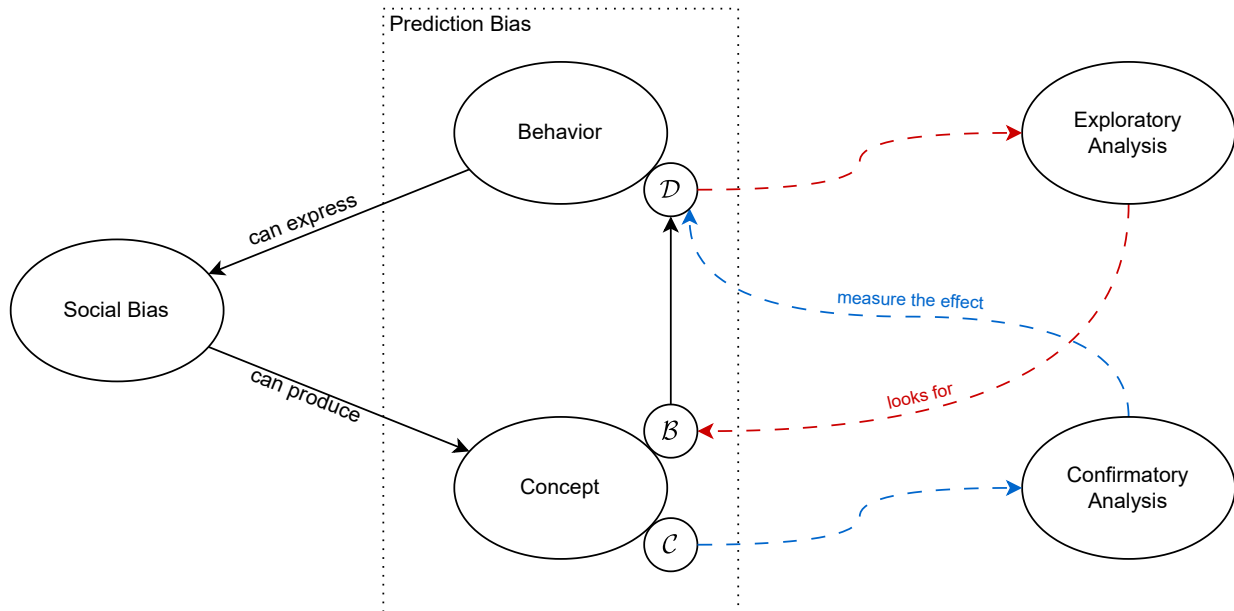 Prediction Bias
Behavior
Exploratory
Analysis
𝒟
can express
Social Bias
measure the effect
can produce
looks for
ℬ
Concept
Confirmatory
Analysis
𝒞